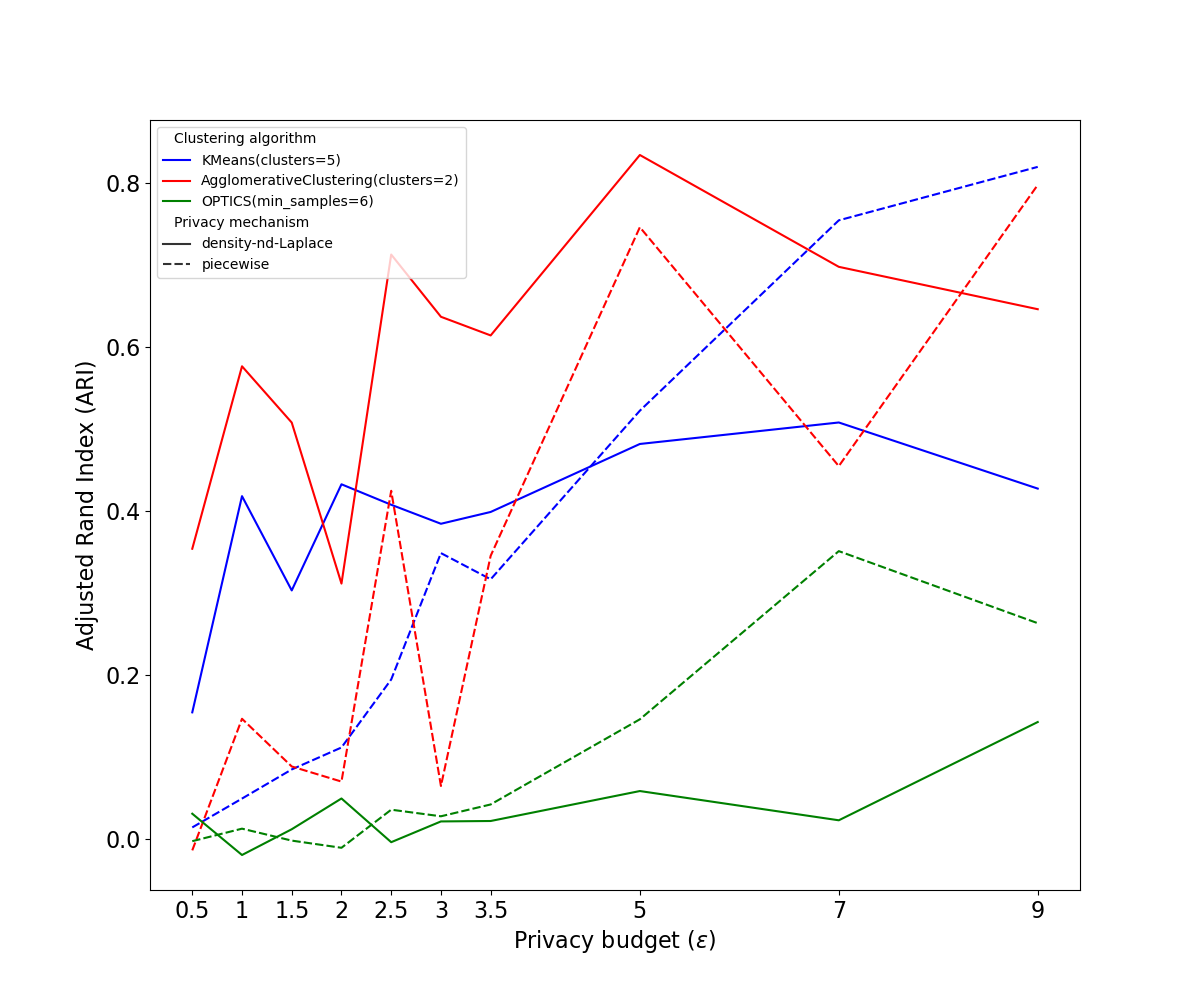 Clustering algorithm
KMeans(clusters=5)
AgglomerativeClustering(clusters=2)
OPTICS(min_samples=6)
Privacy mechanism
density-nd-Laplace
piecewise
Adjusted Rand Index (ARI)
0.8
0.6
0.4
0.2
0.0
0.5 1 1.5 2 2.5 3 3.5 5 7 9
Privacy budget (ε)